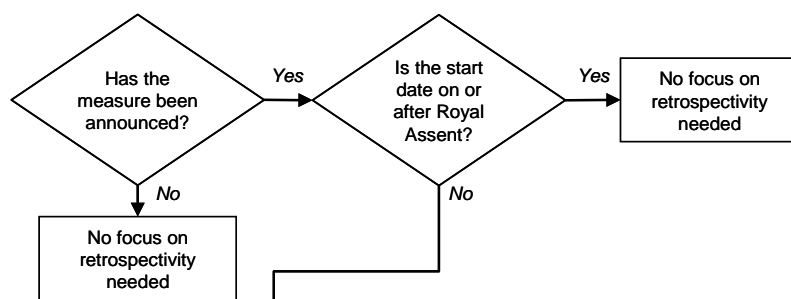 Has the
measure been
announced?
Yes
Is the start
date on or
after Royal
Assent?
Yes
No focus on
retrospectivity
needed
No
No focus on
retrospectivity
needed
No